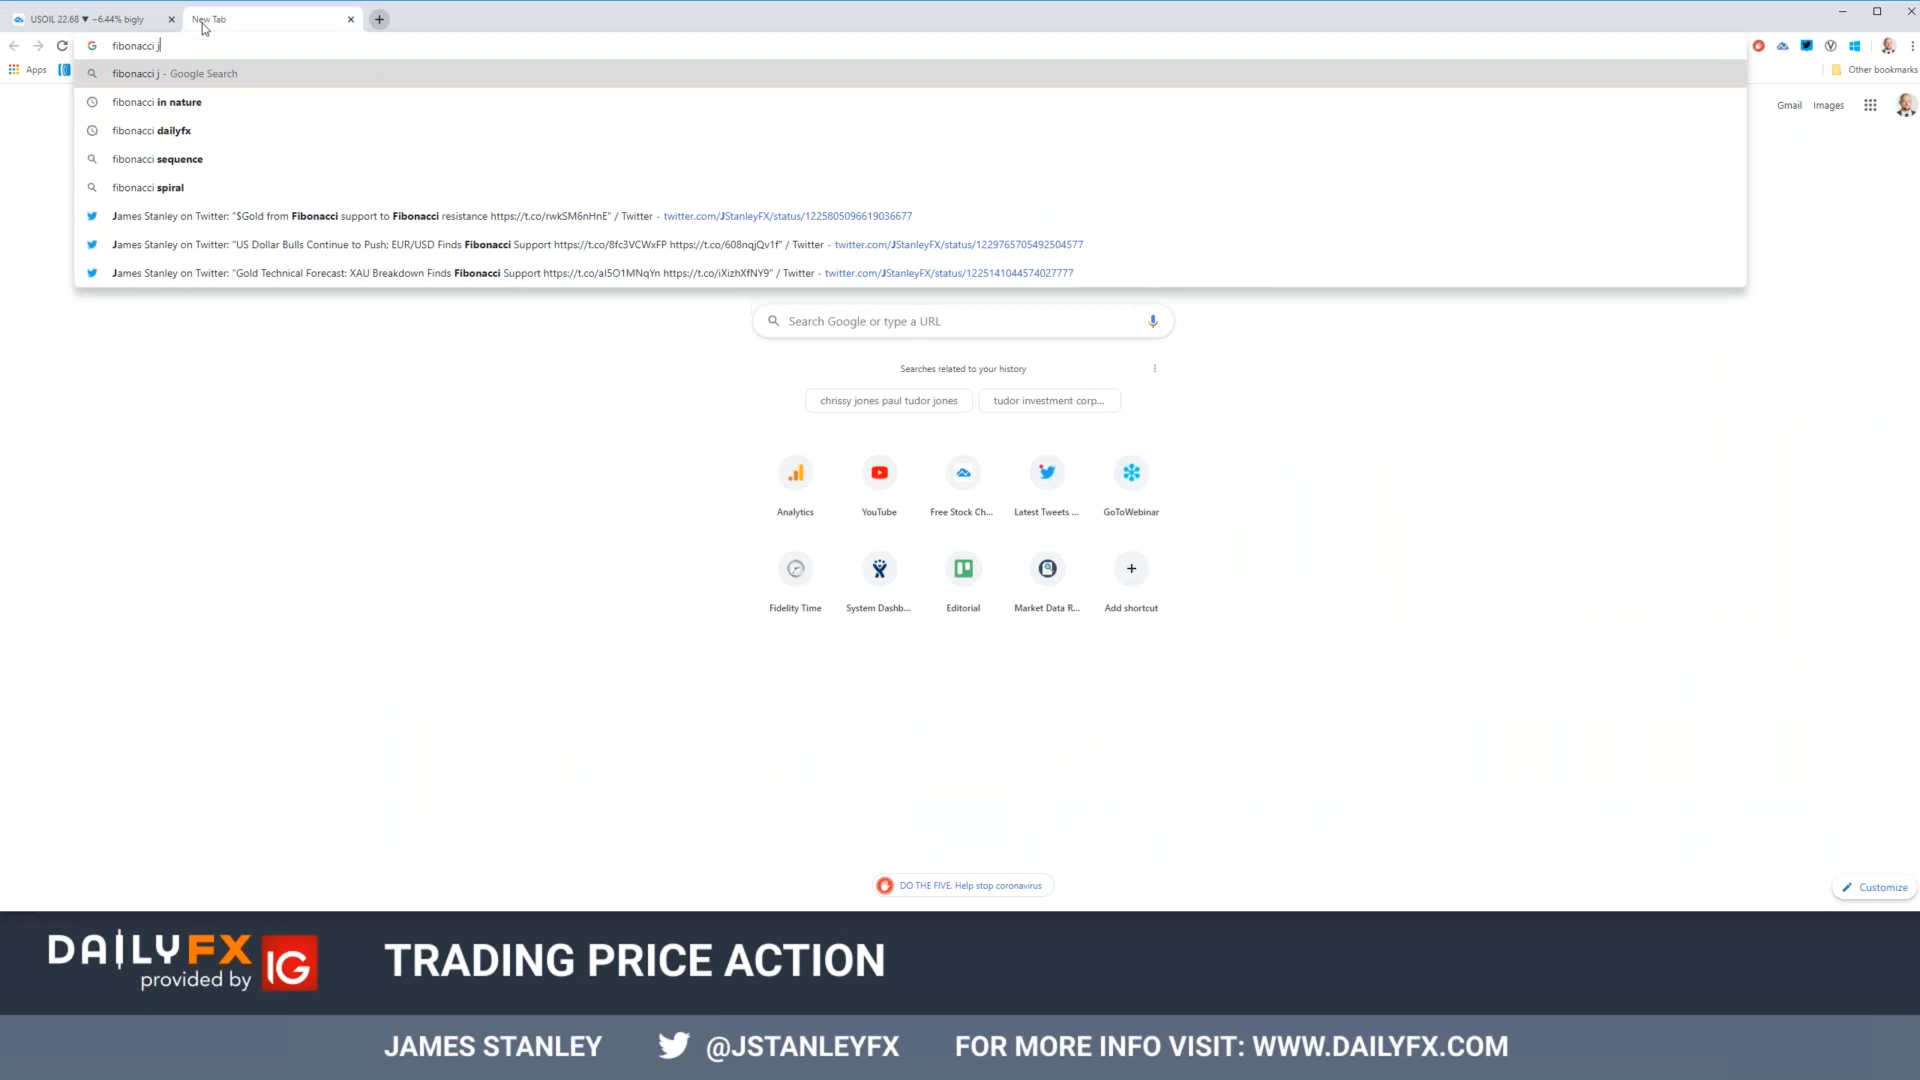 USOIL 22.68 ▼ −6.44% bigly
New Tab
fibonacci j
Apps
Other bookmarks
fibonacci j - Google Search
fibonacci in nature
fibonacci dailyfx
fibonacci sequence
fibonacci spiral
James Stanley on Twitter: "$Gold from Fibonacci support to Fibonacci resistance https://t.co/rwkSM6nHnE" / Twitter - twitter.com/JStanleyFX/status/1225805096619036677
James Stanley on Twitter: "US Dollar Bulls Continue to Push; EUR/USD Finds Fibonacci Support https://t.co/8fc3VCWxFP https://t.co/608nqjQv1f" / Twitter - twitter.com/JStanleyFX/status/1229765705492504577
James Stanley on Twitter: "Gold Technical Forecast: XAU Breakdown Finds Fibonacci Support https://t.co/aI5O1MNqYn https://t.co/iXizhXfNY9" / Twitter - twitter.com/JStanleyFX/status/1225141044574027777
Gmail Images
Search Google or type a URL
Searches related to your history
chrissy jones paul tudor jones
tudor investment corp...
Analytics
YouTube
Free Stock Ch...
Latest Tweets ...
GoToWebinar
Fidelity Time
System Dashb...
Editorial
Market Data R...
Add shortcut
DO THE FIVE. Help stop coronavirus
Customize
DAILYFX
provided by IG
TRADING PRICE ACTION
JAMES STANLEY @JSTANLEYFX FOR MORE INFO VISIT: WWW.DAILYFX.COM